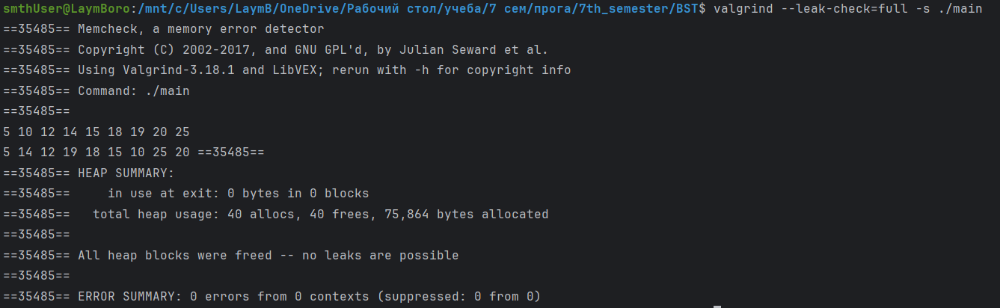 smthUser@LaymBoro:/mnt/c/Users/LaymB/OneDrive/Рабочий стол/учеба/7 сем/прога/7th_semester/BST$ valgrind --leak-check=full -s ./main
==35485== Memcheck, a memory error detector
==35485== Copyright (C) 2002-2017, and GNU GPL'd, by Julian Seward et al.
==35485== Using Valgrind-3.18.1 and LibVEX; rerun with -h for copyright info
==35485== Command: ./main
==35485==
5 10 12 14 15 18 19 20 25
5 14 12 19 18 15 10 25 20 ==35485==
==35485== HEAP SUMMARY:
==35485==     in use at exit: 0 bytes in 0 blocks
==35485==   total heap usage: 40 allocs, 40 frees, 75,864 bytes allocated
==35485==
==35485== All heap blocks were freed -- no leaks are possible
==35485==
==35485== ERROR SUMMARY: 0 errors from 0 contexts (suppressed: 0 from 0)